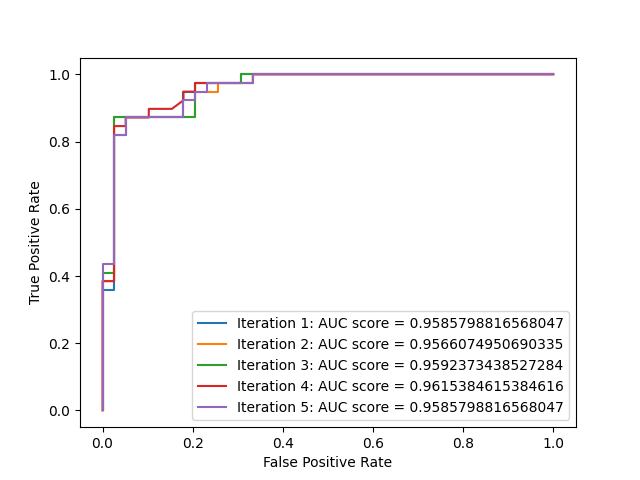 1.0
0.8
0.6
0.4
0.2
0.0
True Positive Rate
Iteration 1: AUC score = 0.9585798816568047
Iteration 2: AUC score = 0.9566074950690335
Iteration 3: AUC score = 0.9592373438527284
Iteration 4: AUC score = 0.9615384615384616
Iteration 5: AUC score = 0.9585798816568047
0.0 0.2 0.4 0.6 0.8 1.0
False Positive Rate